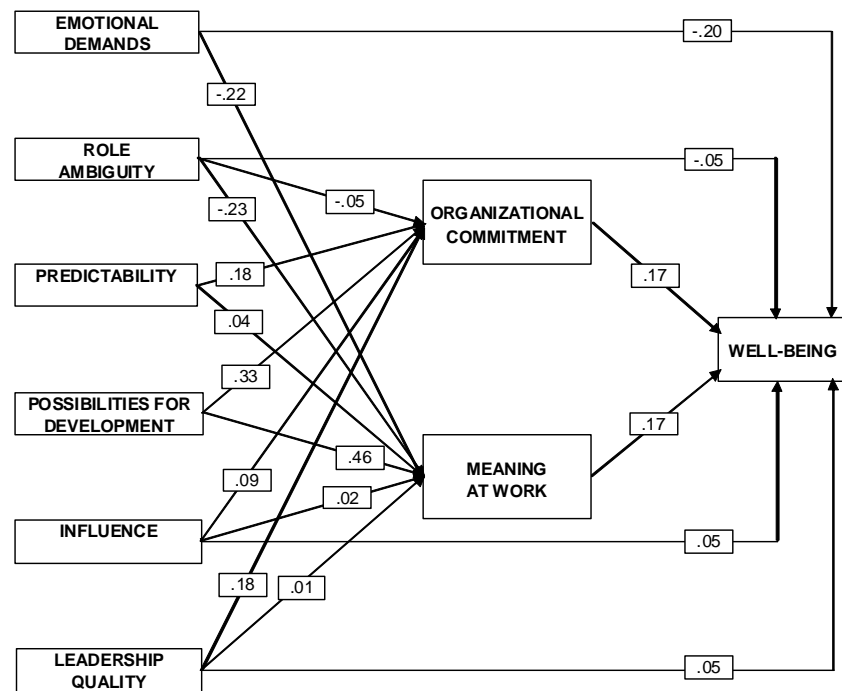 EMOTIONAL
DEMANDS
-.20
-.22
ROLE
AMBIGUITY
-.05
-.05
-.23
ORGANIZATIONAL
COMMITMENT
PREDICTABILITY
.18
.17
.04
WELL-BEING
.33
POSSIBILITIES FOR
DEVELOPMENT
.46
.17
MEANING
AT WORK
.09
.02
INFLUENCE
.05
.18
.01
LEADERSHIP
QUALITY
.05